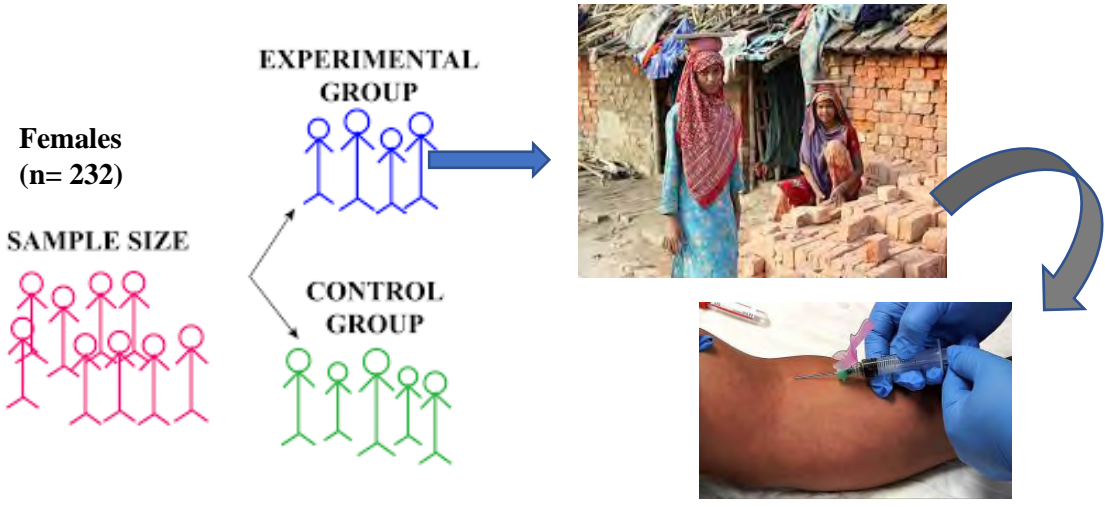 EXPERIMENTAL
GROUP
Females
(n= 232)
SAMPLE SIZE
CONTROL
GROUP